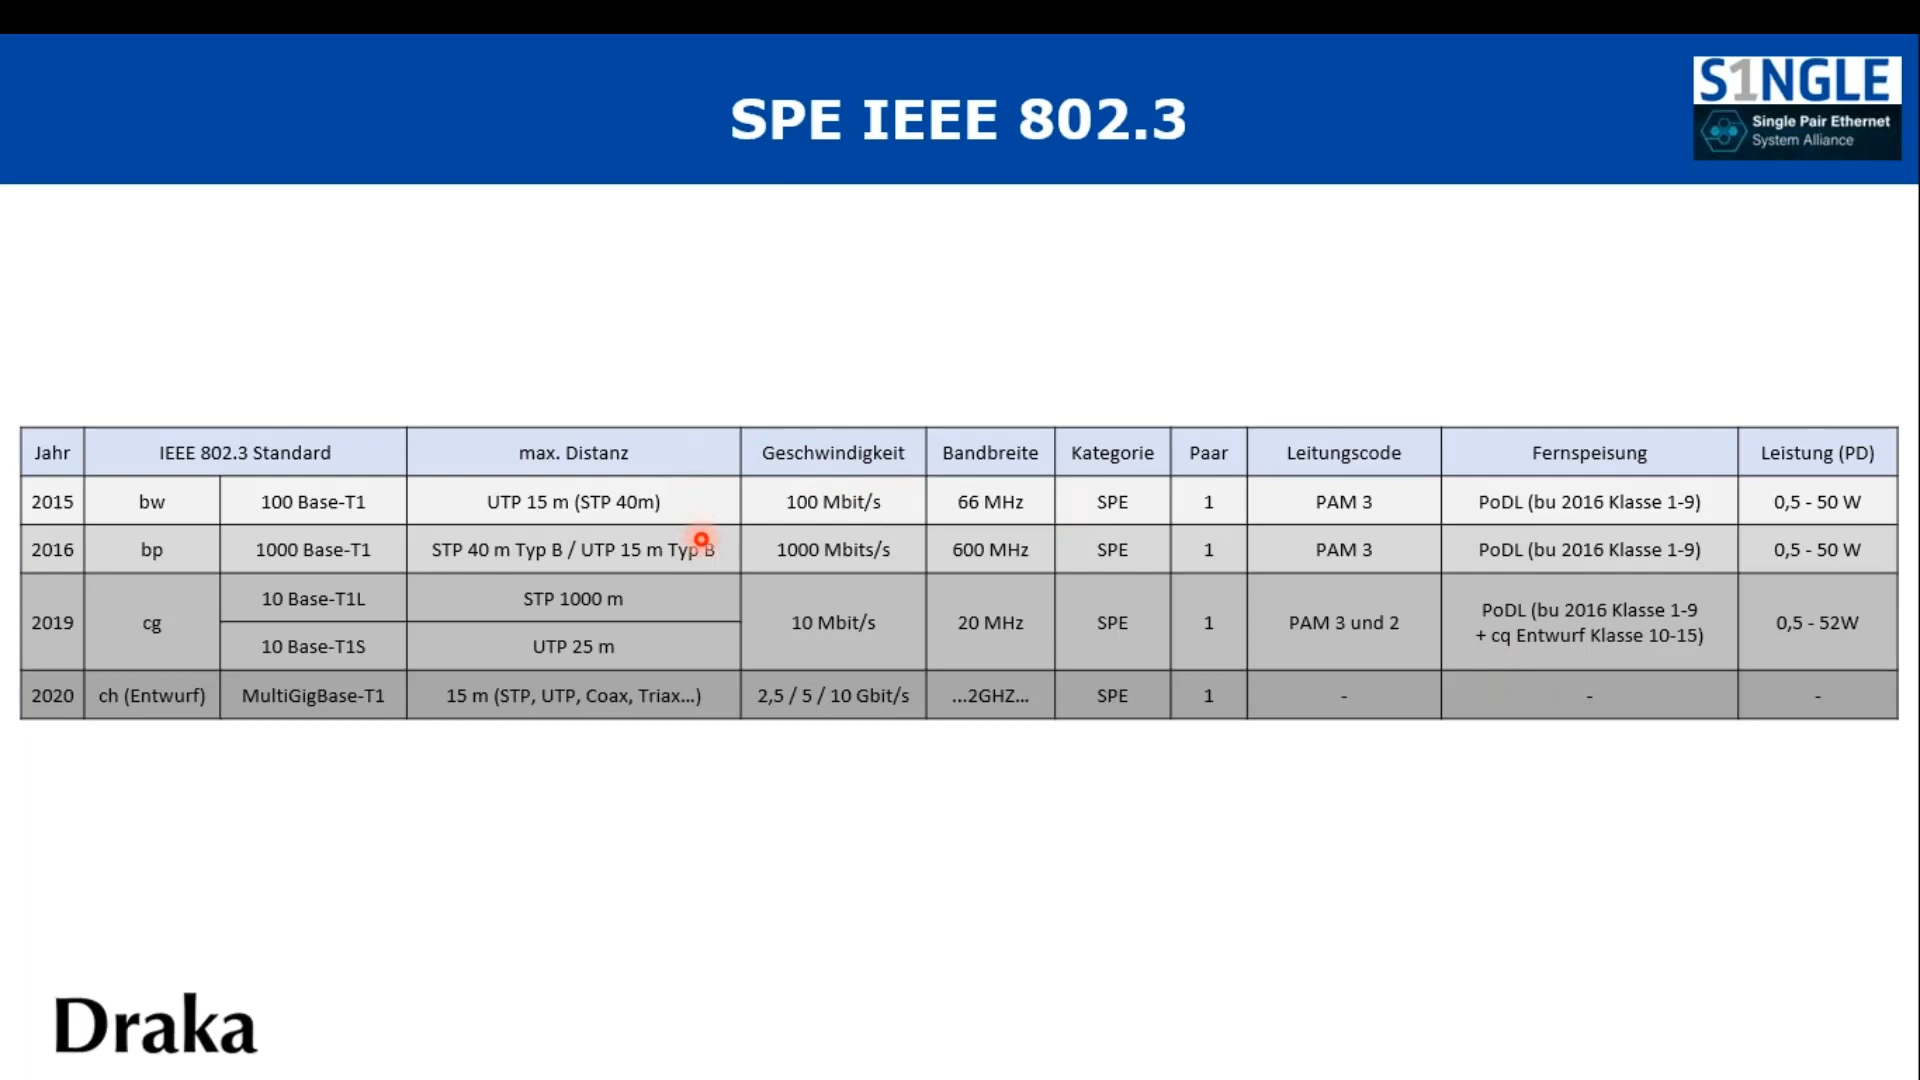 SPE IEEE 802.3
S1NGLE
Single Pair Ethernet
System Alliance
Jahr IEEE 802.3 Standard max. Distanz Geschwindigkeit Bandbreite Kategorie Paar Leitungscode Fernspeisung Leistung (PD)
2015 bw 100 Base-T1 UTP 15 m (STP 40m) 100 Mbit/s 66 MHz SPE 1 PAM 3 PoDL (bu 2016 Klasse 1-9) 0,5 - 50 W
2016 bp 1000 Base-T1 STP 40 m Typ B / UTP 15 m Typ B 1000 Mbits/s 600 MHz SPE 1 PAM 3 PoDL (bu 2016 Klasse 1-9) 0,5 - 50 W
2019 cg 10 Base-T1L STP 1000 m 10 Mbit/s 20 MHz SPE 1 PAM 3 und 2 PoDL (bu 2016 Klasse 1-9
+ cq Entwurf Klasse 10-15) 0,5 - 52W
10 Base-T1S UTP 25 m
2020 ch (Entwurf) MultiGigBase-T1 15 m (STP, UTP, Coax, Triax...) 2,5 / 5 / 10 Gbit/s ...2GHZ... SPE 1 - - -
Draka